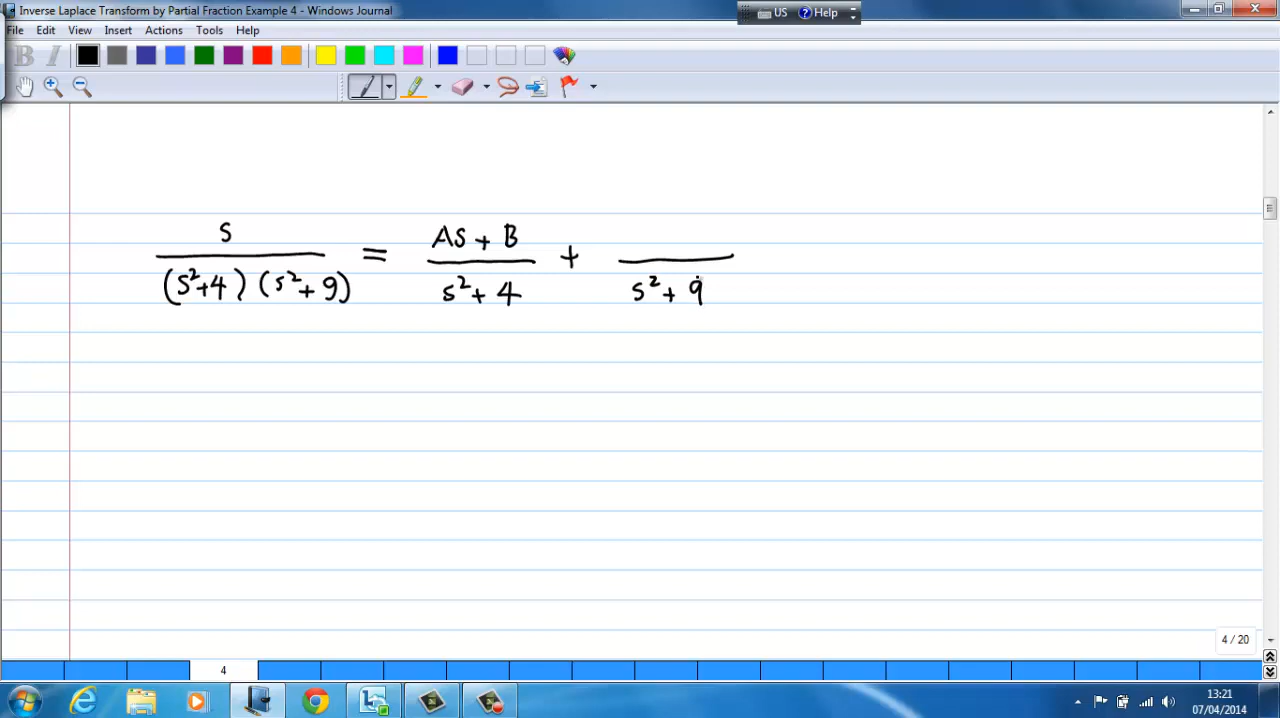 Inverse Laplace Transform by Partial Fraction Example 4 - Windows Journal
US Help
File Edit View Insert Actions Tools Help
B I
s / (s²+4)(s²+9) = As + B / s² + 4 + / s² + 9
4 / 20
4
13:21
07/04/2014